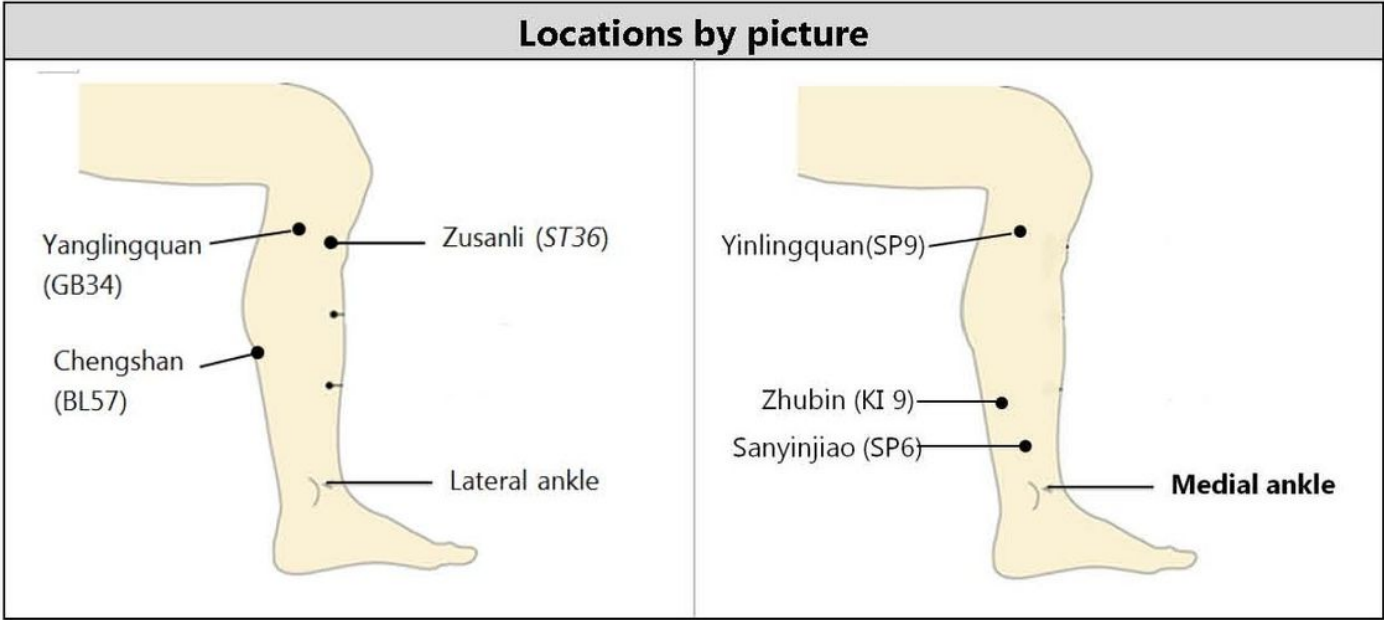 Locations by picture
Yanglingquan
(GB34)
Zusanli (ST36)
Chengshan
(BL57)
Lateral ankle
Yinlingquan(SP9)
Zhubin (KI 9)
Sanyinjiao (SP6)
Medial ankle